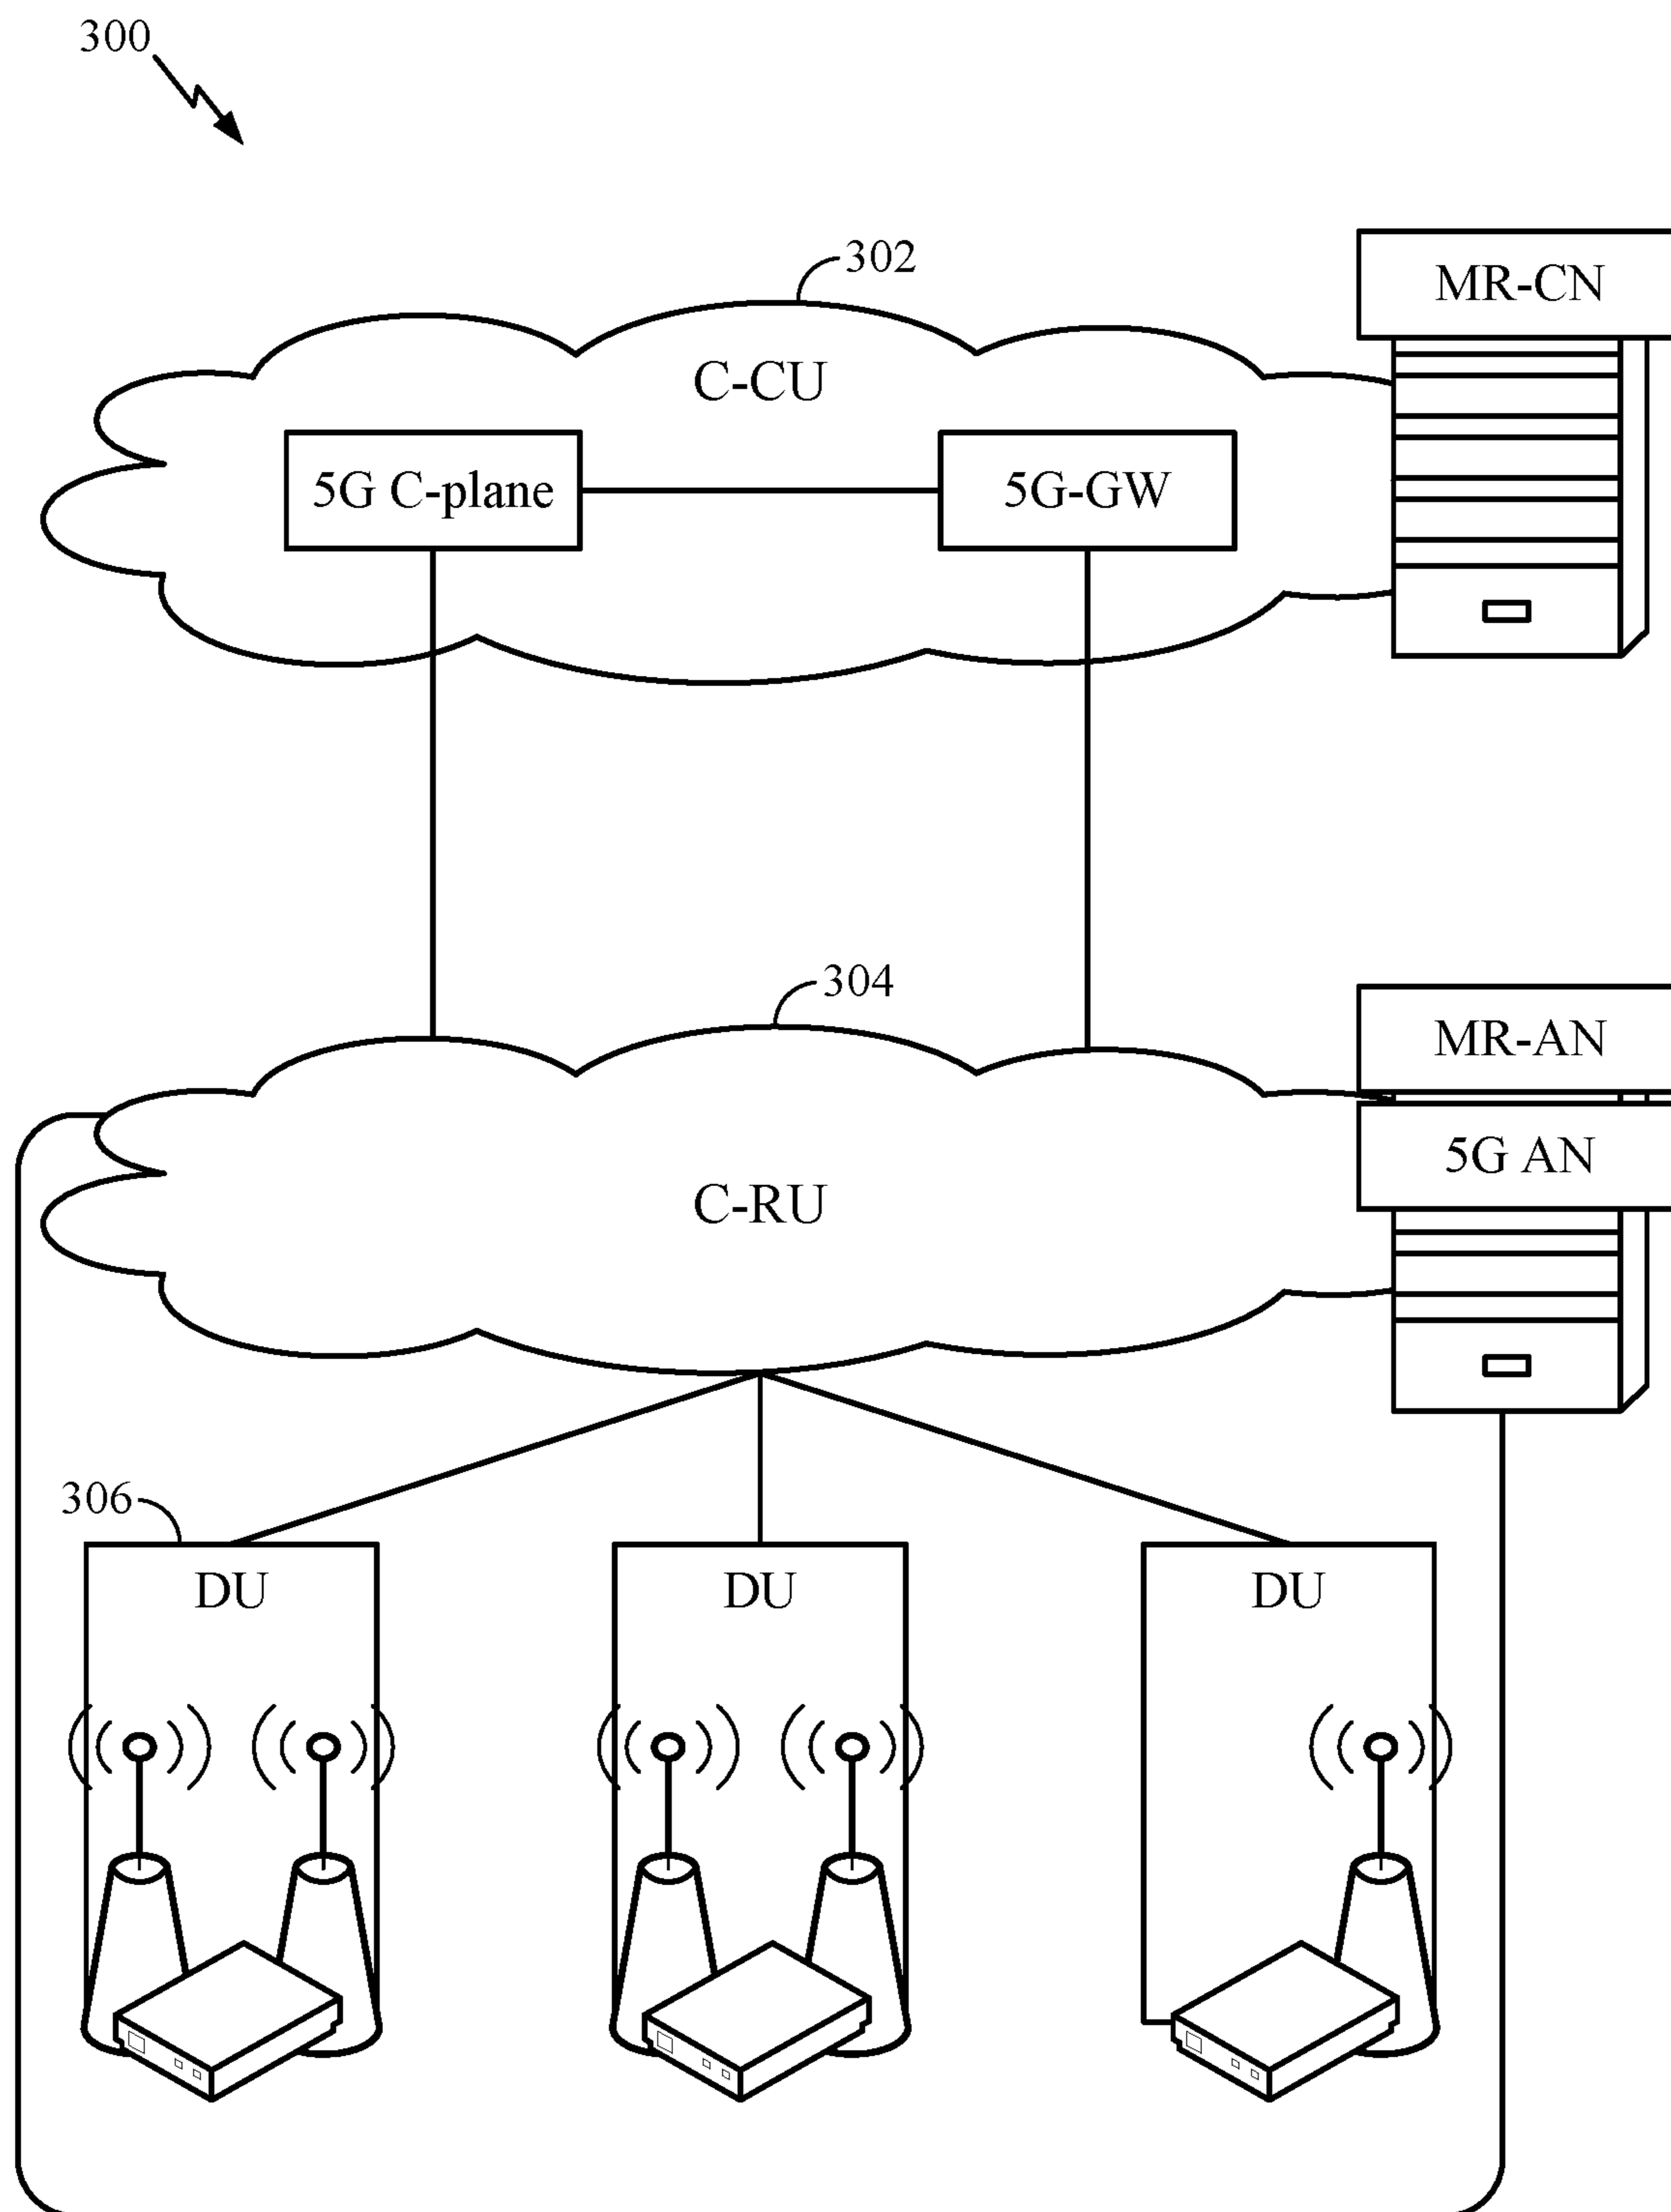 300
302
MR-CN
C-CU
5G C-plane
5G-GW
304
MR-AN
5G AN
C-RU
306
DU
DU
DU